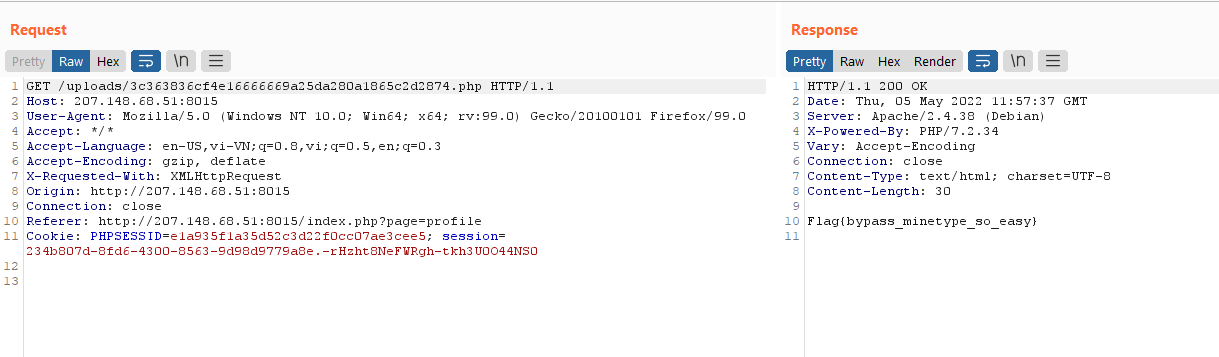 Request
Pretty Raw Hex \n
1 GET /uploads/3c363836cf4e16666669a25da280a1865c2d2874.php HTTP/1.1
2 Host: 207.148.68.51:8015
3 User-Agent: Mozilla/5.0 (Windows NT 10.0; Win64; x64; rv:99.0) Gecko/20100101 Firefox/99.0
4 Accept: */*
5 Accept-Language: en-US,vi-VN;q=0.8,vi;q=0.5,en;q=0.3
6 Accept-Encoding: gzip, deflate
7 X-Requested-With: XMLHttpRequest
8 Origin: http://207.148.68.51:8015
9 Connection: close
10 Referer: http://207.148.68.51:8015/index.php?page=profile
11 Cookie: PHPSESSID=e1a935f1a35d52c3d22f0cc07ae3cee5; session=
234b807d-8fd6-4300-8563-9d98d9779a8e.-rHzht8NeFWRgh-tkh3U0O44NS0
12
13
Response
Pretty Raw Hex Render \n
1 HTTP/1.1 200 OK
2 Date: Thu, 05 May 2022 11:57:37 GMT
3 Server: Apache/2.4.38 (Debian)
4 X-Powered-By: PHP/7.2.34
5 Vary: Accept-Encoding
6 Connection: close
7 Content-Type: text/html; charset=UTF-8
8 Content-Length: 30
9
10 Flag{bypass_minetype_so_easy}
11